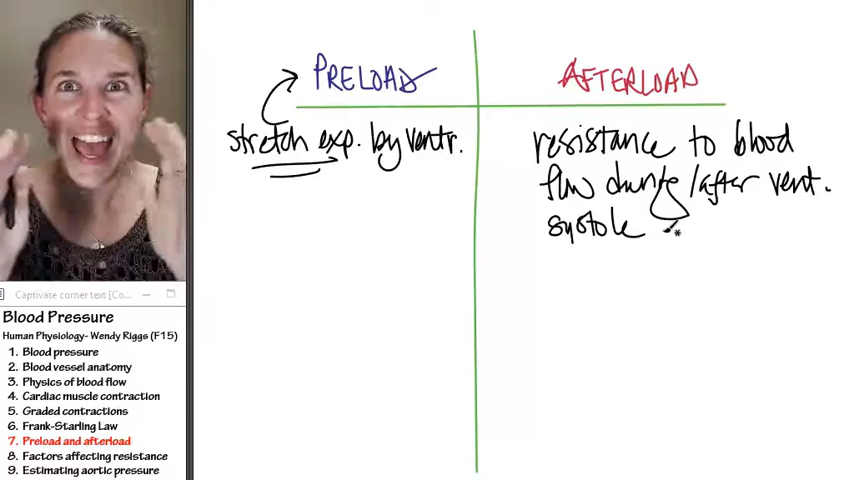 PRELOAD
AFTERLOAD
stretch exp. by ventr.
resistance to blood
flow during/after vent.
systole
Captivate corner text [Co...
Blood Pressure
Human Physiology- Wendy Riggs (F15)
1. Blood pressure
2. Blood vessel anatomy
3. Physics of blood flow
4. Cardiac muscle contraction
5. Graded contractions
6. Frank-Starling Law
7. Preload and afterload
8. Factors affecting resistance
9. Estimating aortic pressure